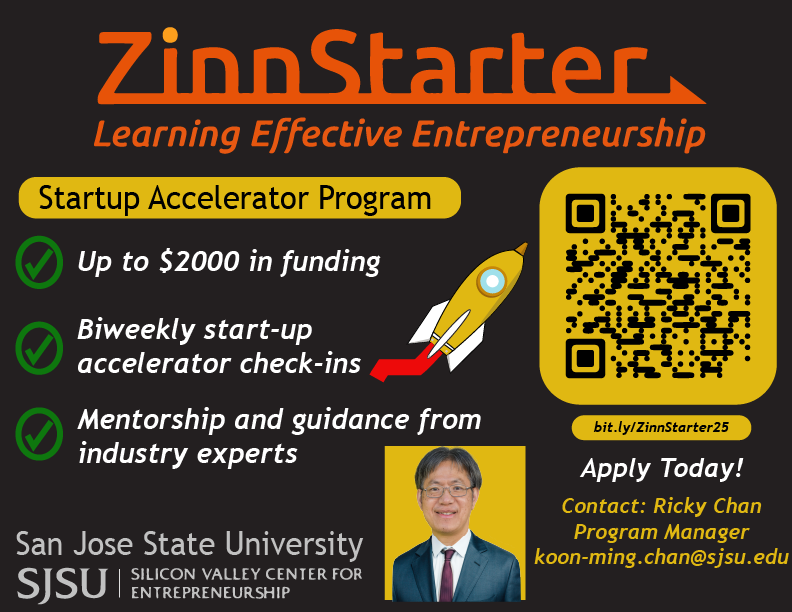 ZinnStarter
Learning Effective Entrepreneurship
Startup Accelerator Program
Up to $2000 in funding
Biweekly start-up
accelerator check-ins
Mentorship and guidance from
industry experts
bit.ly/ZinnStarter25
Apply Today!
Contact: Ricky Chan
Program Manager
koon-ming.chan@sjsu.edu
San Jose State University
SJSU | SILICON VALLEY CENTER FOR
ENTREPRENEURSHIP